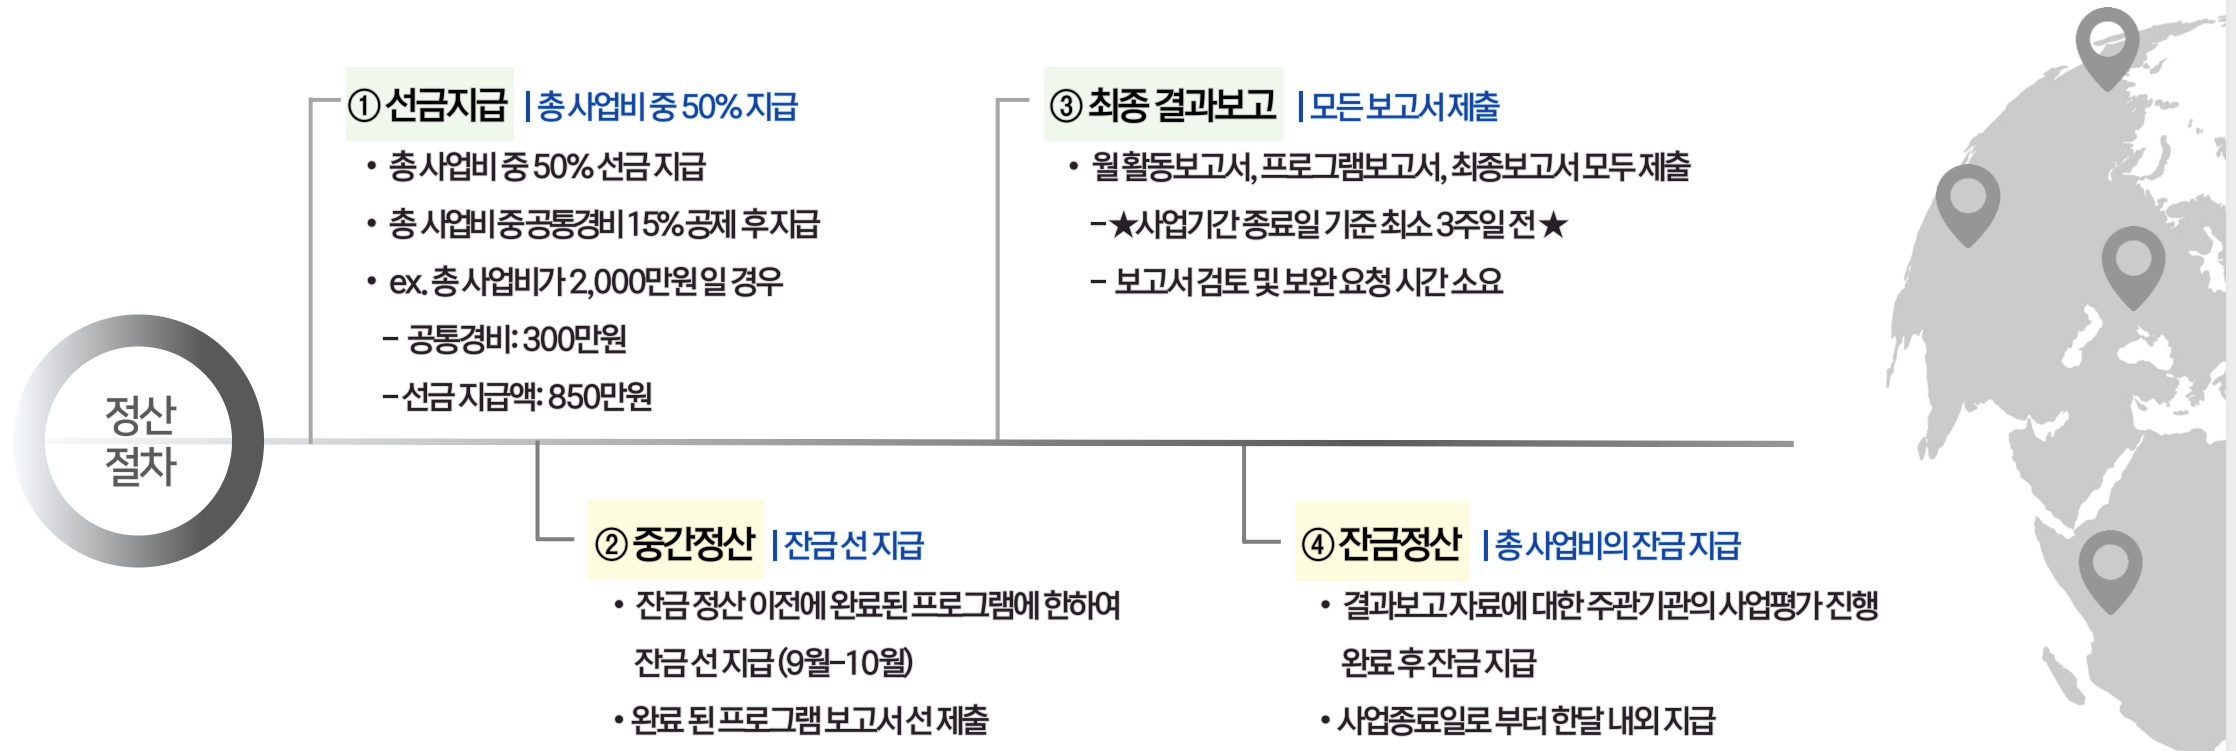 정산
절차
① 선금지급 | 총 사업비 중 50% 지급
• 총 사업비 중 50% 선금 지급
• 총 사업비 중 공통경비 15% 공제 후 지급
• ex. 총 사업비가 2,000만원 일 경우
- 공통경비: 300만원
- 선금 지급액: 850만원
② 중간정산 | 잔금 선 지급
• 잔금 정산 이전에 완료된 프로그램에 한하여
잔금 선 지급 (9월-10월)
• 완료 된 프로그램 보고서 선 제출
③ 최종 결과보고 | 모든 보고서 제출
• 월 활동보고서, 프로그램보고서, 최종보고서 모두 제출
- ★사업기간 종료일 기준 최소 3주일 전★
- 보고서 검토 및 보완 요청 시간 소요
④ 잔금정산 | 총 사업비의 잔금 지급
• 결과보고 자료에 대한 주관기관의 사업평가 진행
완료 후 잔금 지급
• 사업종료일로 부터 한달 내외 지급